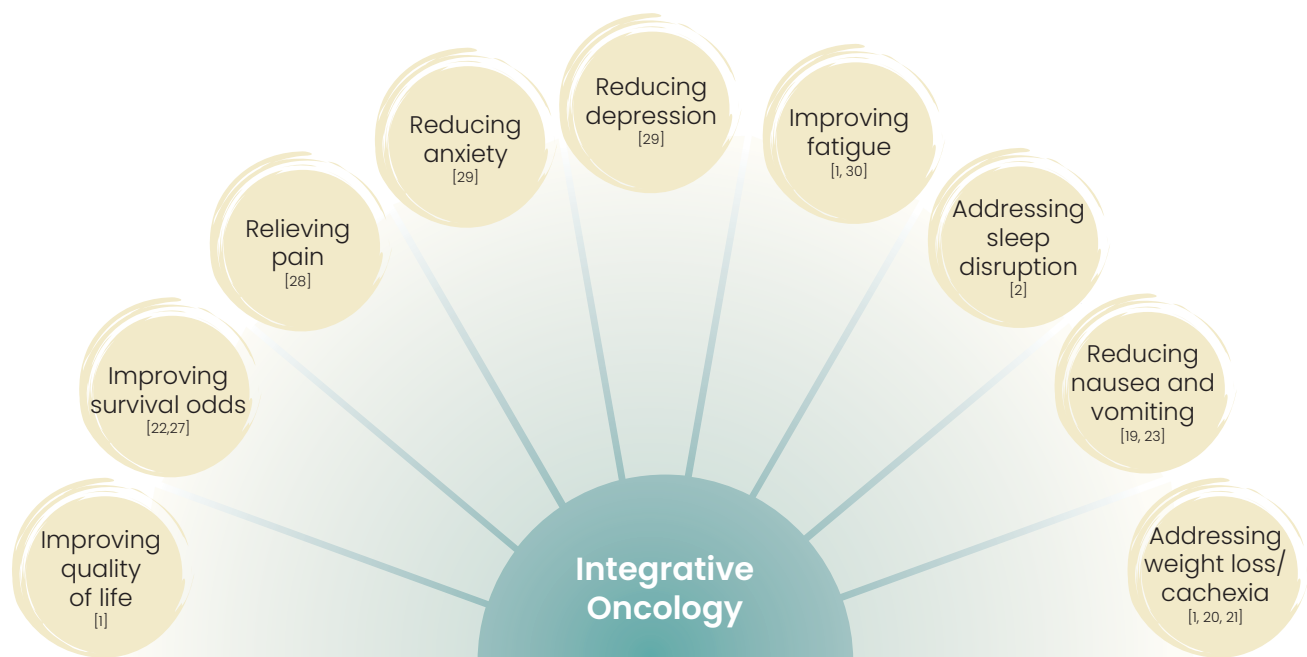 Improving
quality
of life
[1]
Improving
survival odds
[22,27]
Relieving
pain
[28]
Reducing
anxiety
[29]
Reducing
depression
[29]
Improving
fatigue
[1, 30]
Addressing
sleep
disruption
[2]
Reducing
nausea and
vomiting
[19, 23]
Addressing
weight loss/
cachexia
[1, 20, 21]
Integrative
Oncology